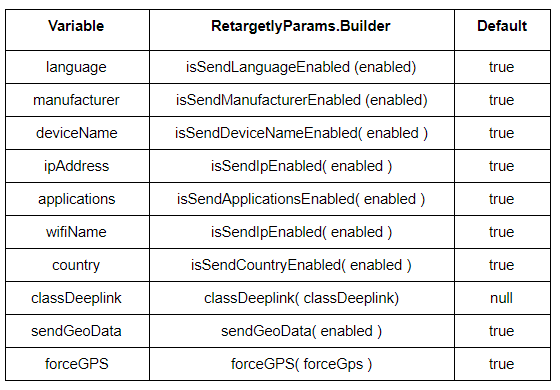 Variable RetargetlyParams.Builder Default
language isSendLanguageEnabled (enabled) true
manufacturer isSendManufacturerEnabled (enabled) true
deviceName isSendDeviceNameEnabled( enabled ) true
ipAddress isSendIpEnabled( enabled ) true
applications isSendApplicationsEnabled( enabled ) true
wifiName isSendIpEnabled( enabled ) true
country isSendCountryEnabled( enabled ) true
classDeeplink classDeeplink( classDeeplink) null
sendGeoData sendGeoData( enabled ) true
forceGPS forceGPS( forceGps ) true